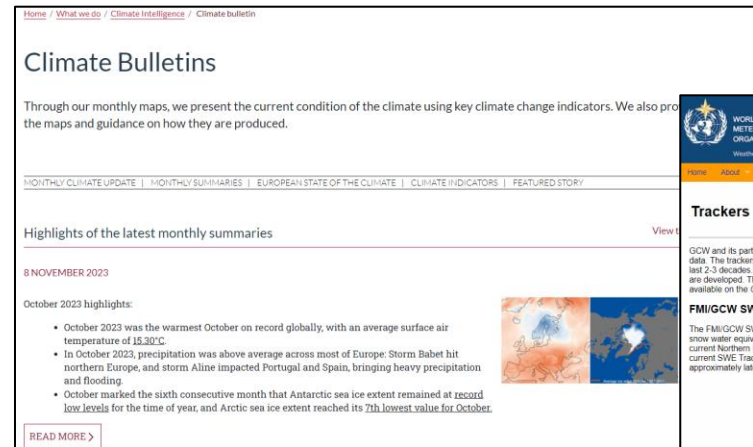 Home / What we do / Climate Intelligence / Climate bulletin
Climate Bulletins
Through our monthly maps, we present the current condition of the climate using key climate change indicators. We also pro
the maps and guidance on how they are produced.
MONTHLY CLIMATE UPDATE | MONTHLY SUMMARIES | EUROPEAN STATE OF THE CLIMATE | CLIMATE INDICATORS | FEATURED STORY
Highlights of the latest monthly summaries
View t
8 NOVEMBER 2023
October 2023 highlights:
• October 2023 was the warmest October on record globally, with an average surface air
temperature of 15.30°C.
• In October 2023, precipitation was above average across most of Europe: Storm Babet hit
northern Europe, and storm Aline impacted Portugal and Spain, bringing heavy precipitation
and flooding.
• October marked the sixth consecutive month that Antarctic sea ice extent remained at record
low levels for the time of year, and Arctic sea ice extent reached its 7th lowest value for October.
READ MORE >
WORL
METE
ORGA
Weathe
Home About
Trackers
GCW and its part
data. The tracker
last 2-3 decades.
are developed. T
available on the G
FMI/GCW SW
The FMI/GCW SW
snow water equiv
current Northern
current SWE Trac
approximately lat